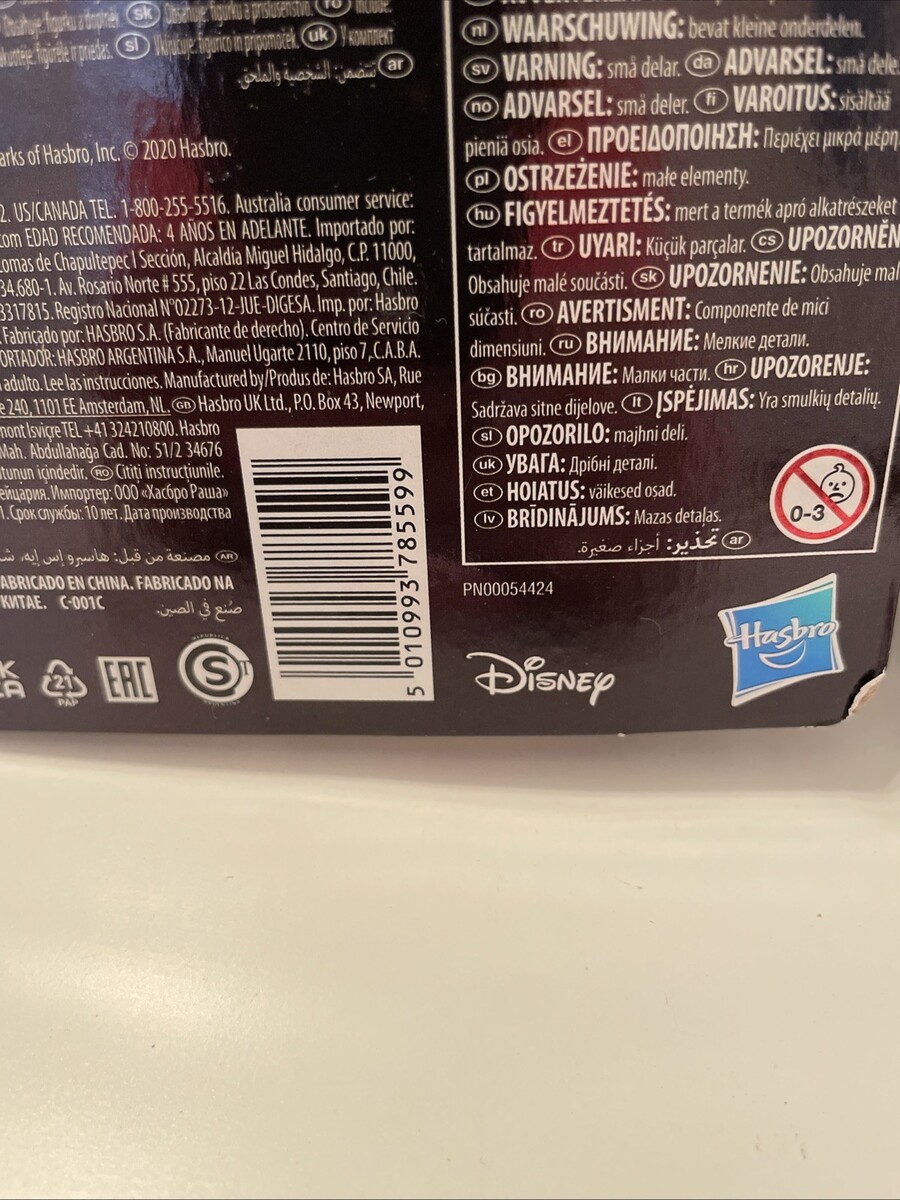 Obsahuje: figurku a doplněk sk Obsahuje: figúrku a príslušenstvo ro Include:
figūrėlė ir priedas. sl Vključuje: figurico in pripomoček. uk У комплект
ar تتضمن: الشخصية والملحق.
arks of Hasbro, Inc. © 2020 Hasbro.
2. US/CANADA TEL. 1-800-255-5516. Australia consumer service:
com EDAD RECOMENDADA: 4 AÑOS EN ADELANTE. Importado por:
Lomas de Chapultepec I Sección, Alcaldía Miguel Hidalgo, C.P. 11000,
34.680-1. Av. Rosario Norte # 555, piso 22 Las Condes, Santiago, Chile.
3317815. Registro Nacional N°02273-12-JUE-DIGESA. Imp. por: Hasbro
. Fabricado por: HASBRO S.A. (Fabricante de derecho). Centro de Servicio
ORTADOR: HASBRO ARGENTINA S.A., Manuel Ugarte 2110, piso 7, C.A.B.A.
adulto. Lee las instrucciones. Manufactured by/Produs de: Hasbro SA, Rue
e 240, 1101 EE Amsterdam, NL. GB Hasbro UK Ltd., P.O. Box 43, Newport,
mont Isviçre TEL +41 324210800. Hasbro
Mah. Abdullahağa Cad. No: 51/2 34676
utunun içindedir. RO Citiți instrucțiunile.
ейцария. Импортер: ООО «Хасбро Раша»
1. Срок службы: 10 лет. Дата производства
AR مصنعة من قبل: هاسبرو إس إيه، ش
ABRICADO EN CHINA. FABRICADO NA
КИТАЕ. C-001C صُنع في الصين.
CA 21 PAP EAC S
5 010993 785599
nl WAARSCHUWING: bevat kleine onderdelen.
sv VARNING: små delar. da ADVARSEL: små dele.
no ADVARSEL: små deler. fi VAROITUS: sisältää
pieniä osia. el ΠΡΟΕΙΔΟΠΟΙΗΣΗ: Περιέχει μικρά μέρη
pl OSTRZEŻENIE: małe elementy.
hu FIGYELMEZTETÉS: mert a termék apró alkatrészeket
tartalmaz. tr UYARI: Küçük parçalar. cs UPOZORNĚN
Obsahuje malé součásti. sk UPOZORNENIE: Obsahuje mal
súčasti. ro AVERTISMENT: Componente de mici
dimensiuni. ru ВНИМАНИЕ: Мелкие детали.
bg ВНИМАНИЕ: Малки части. hr UPOZORENJE:
Sadržava sitne dijelove. lt ĮSPĖJIMAS: Yra smulkių detalių.
sl OPOZORILO: majhni deli.
uk УВАГА: Дрібні деталі.
et HOIATUS: väikesed osad.
lv BRĪDINĀJUMS: Mazas detaļas.
ar تحذير: أجزاء صغيرة.
0-3
PN00054424
Disney
Hasbro